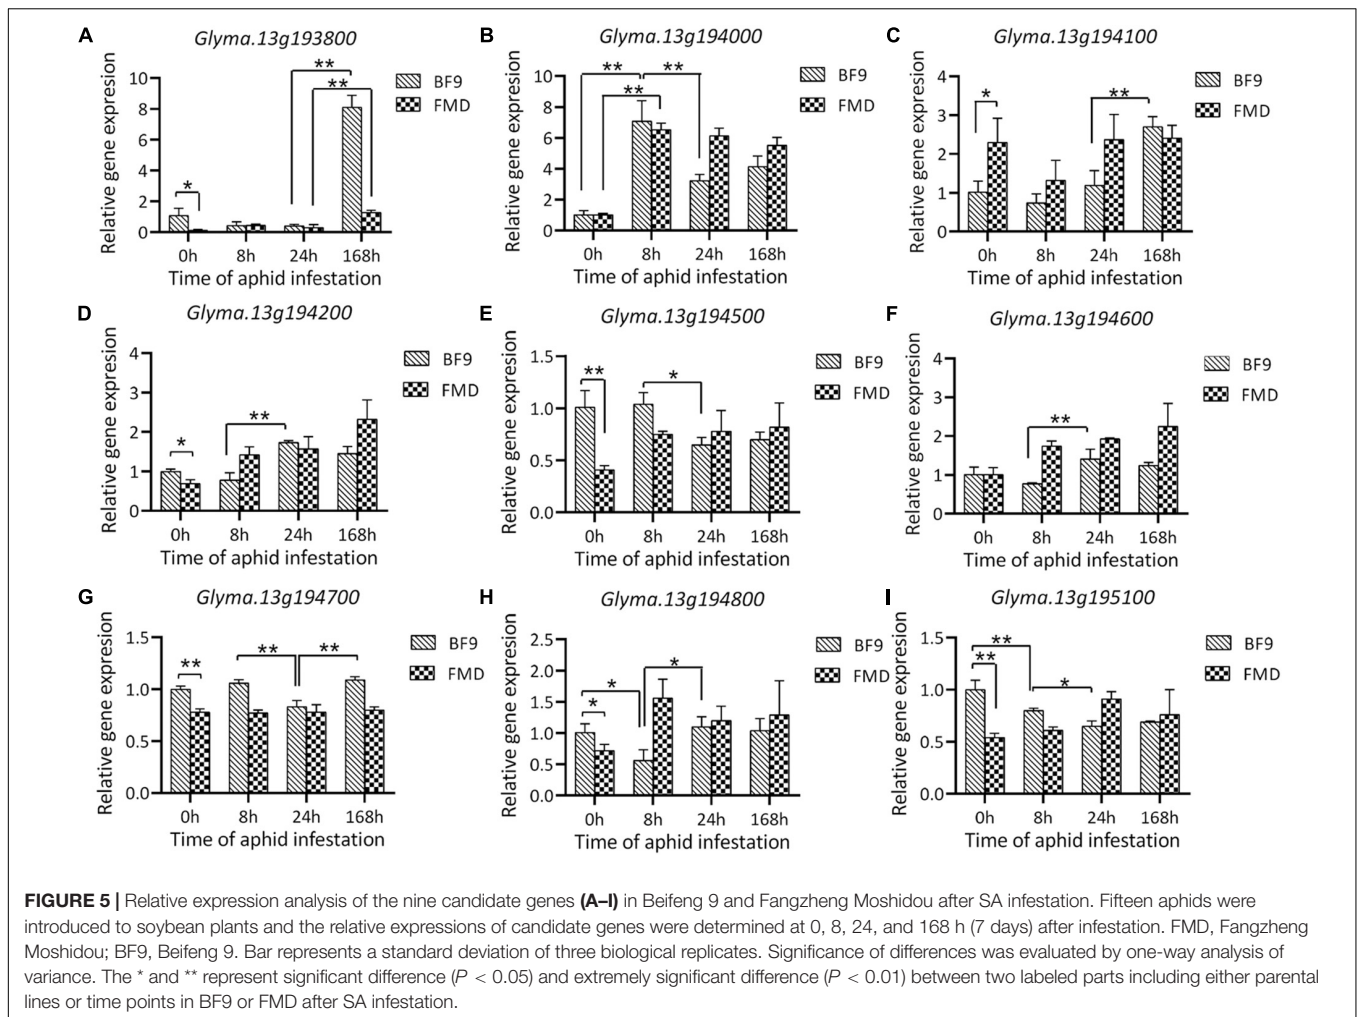 A
Glyma.13g193800
Relative gene expresion
10
8
6
4
2
0
**
**
*
BF9
FMD
0h 8h 24h 168h
Time of aphid infestation
B
Glyma.13g194000
Relative gene expresion
10
8
6
4
2
0
** **
**
BF9
FMD
0h 8h 24h 168h
Time of aphid infestation
C
Glyma.13g194100
Relative gene expresion
4
3
2
1
0
*
**
BF9
FMD
0h 8h 24h 168h
Time of aphid infestation
D
Glyma.13g194200
Relative gene expresion
4
3
2
1
0
*
**
BF9
FMD
0h 8h 24h 168h
Time of aphid infestation
E
Glyma.13g194500
Relative gene expresion
1.5
1.0
0.5
0.0
**
*
BF9
FMD
0h 8h 24h 168h
Time of aphid infestation
F
Glyma.13g194600
Relative gene expresion
4
3
2
1
0
**
BF9
FMD
0h 8h 24h 168h
Time of aphid infestation
G
Glyma.13g194700
Relative gene expresion
1.5
1.0
0.5
0.0
**
** **
BF9
FMD
0h 8h 24h 168h
Time of aphid infestation
H
Glyma.13g194800
Relative gene expresion
2.5
2.0
1.5
1.0
0.5
0.0
*
*
*
BF9
FMD
0h 8h 24h 168h
Time of aphid infestation
I
Glyma.13g195100
Relative gene expresion
1.5
1.0
0.5
0.0
**
**
*
BF9
FMD
0h 8h 24h 168h
Time of aphid infestation
FIGURE 5 | Relative expression analysis of the nine candidate genes (A–I) in Beifeng 9 and Fangzheng Moshidou after SA infestation. Fifteen aphids were
introduced to soybean plants and the relative expressions of candidate genes were determined at 0, 8, 24, and 168 h (7 days) after infestation. FMD, Fangzheng
Moshidou; BF9, Beifeng 9. Bar represents a standard deviation of three biological replicates. Significance of differences was evaluated by one-way analysis of
variance. The * and ** represent significant difference (P < 0.05) and extremely significant difference (P < 0.01) between two labeled parts including either parental
lines or time points in BF9 or FMD after SA infestation.